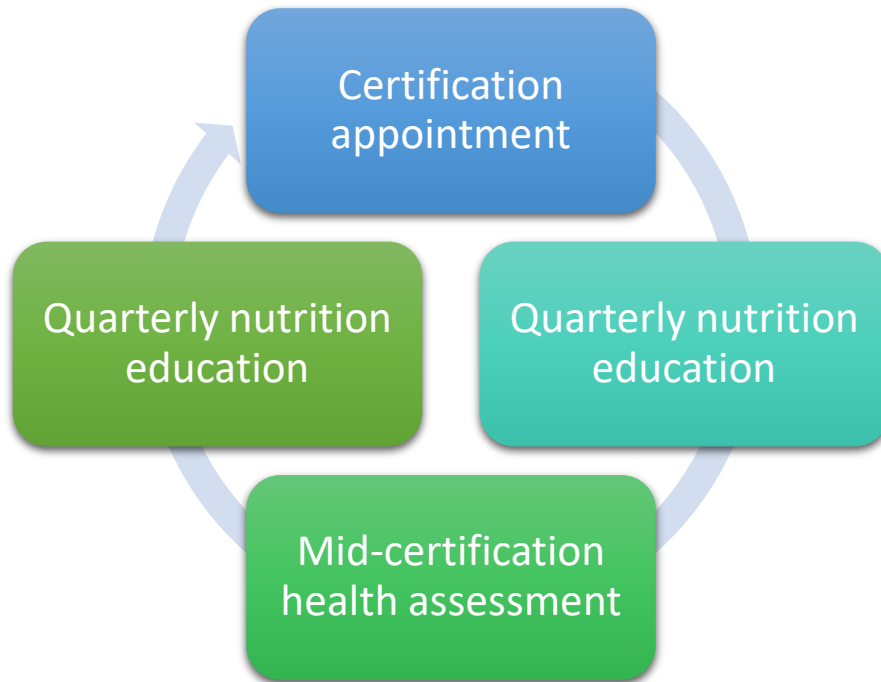 Certification
appointment
Quarterly nutrition
education
Mid-certification
health assessment
Quarterly nutrition
education